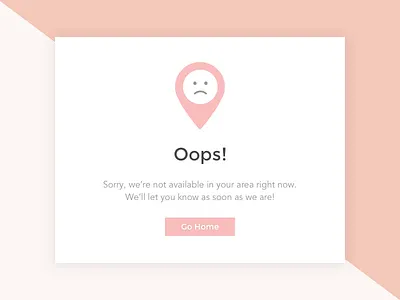 Oops!
Sorry, we're not available in your area right now.
We'll let you know as soon as we are!
Go Home